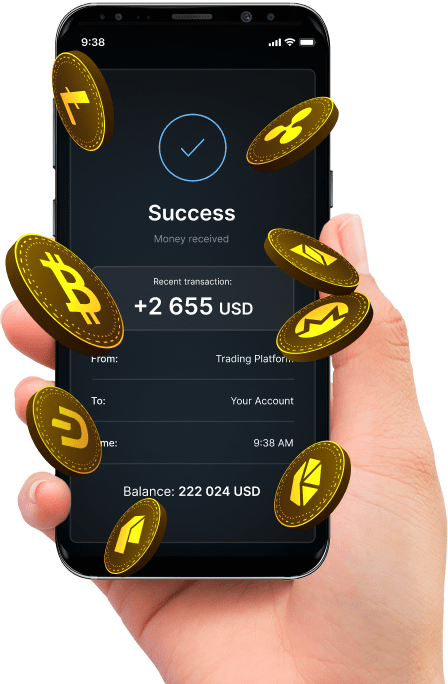 9:38
Success
Money received
Recent transaction:
+2 655 USD
From: Trading Platform
To: Your Account
me: 9:38 AM
Balance: 222 024 USD